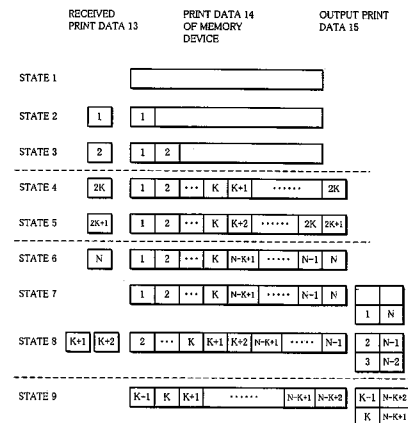 RECEIVED PRINT DATA 14 OUTPUT PRINT
PRINT DATA 13 OF MEMORY DATA 15
DEVICE
STATE 1
STATE 2 1 1
STATE 3 2 1 2
STATE 4 2K 1 2 ··· K K+1 ······ 2K
STATE 5 2K+1 1 2 ··· K K+2 ······ 2K 2K+1
STATE 6 N 1 2 ··· K N-K+1 ····· N-1 N
STATE 7 1 2 ··· K N-K+1 ····· N-1 N
1 N
STATE 8 K+1 K+2 2 ··· K K+1 K+2 N-K+1 ····· N-1 2 N-1
3 N-2
STATE 9 K-1 K K+1 ······ N-K+1 N-K+2 K-1 N-K+2
K N-K+1